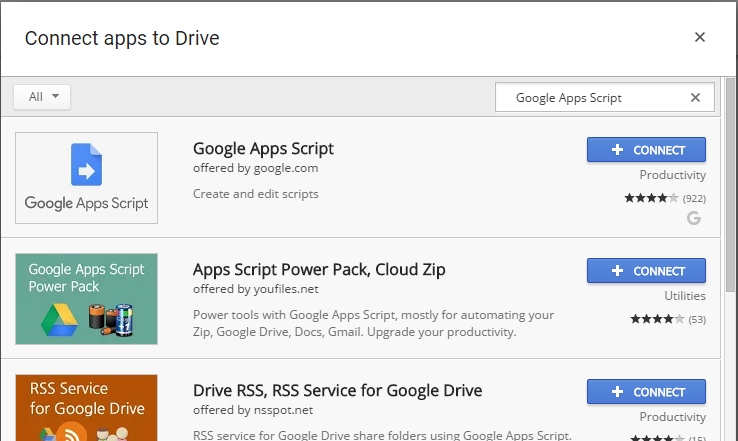 Connect apps to Drive
All
Google Apps Script
Google Apps Script
Google Apps Script
offered by google.com
Create and edit scripts
CONNECT
Productivity
(922)
G
Google Apps Script
Power Pack
Apps Script Power Pack, Cloud Zip
offered by youfiles.net
Power tools with Google Apps Script, mostly for automating your
Zip, Google Drive, Docs, Gmail. Upgrade your productivity.
CONNECT
Utilities
(53)
RSS Service
for Google Drive
Drive RSS, RSS Service for Google Drive
offered by nsspot.net
RSS service for Google Drive share folders using Google Apps Script.
CONNECT
Productivity
(15)